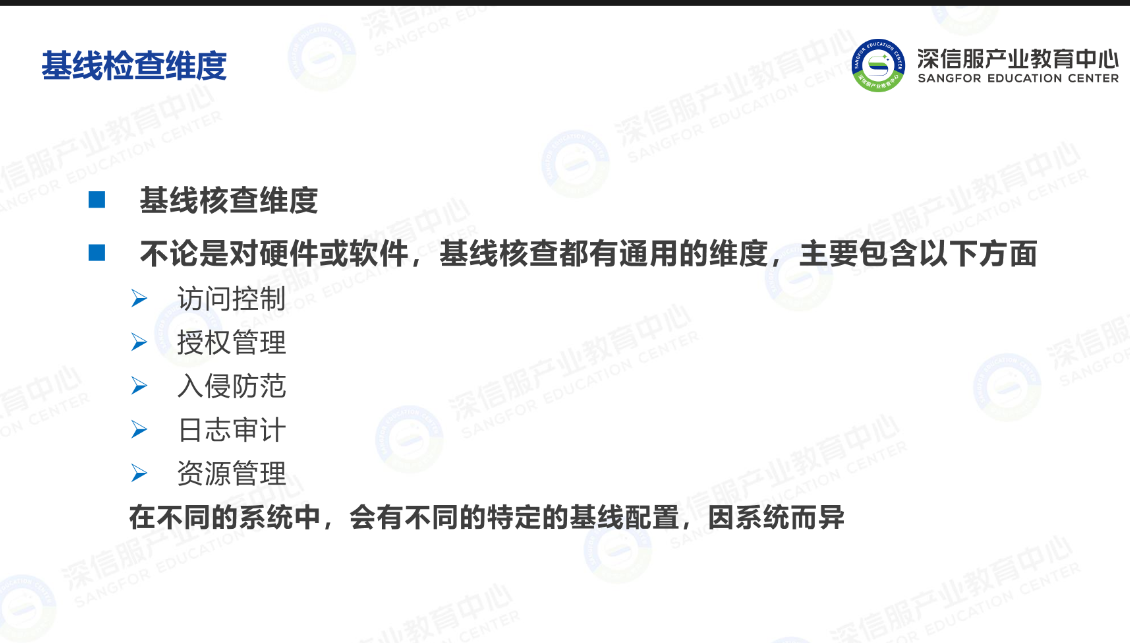 基线检查维度
深信服产业教育中心
SANGFOR EDUCATION CENTER
基线核查维度
不论是对硬件或软件，基线核查都有通用的维度，主要包含以下方面
访问控制
授权管理
入侵防范
日志审计
资源管理
在不同的系统中，会有不同的特定的基线配置，因系统而异